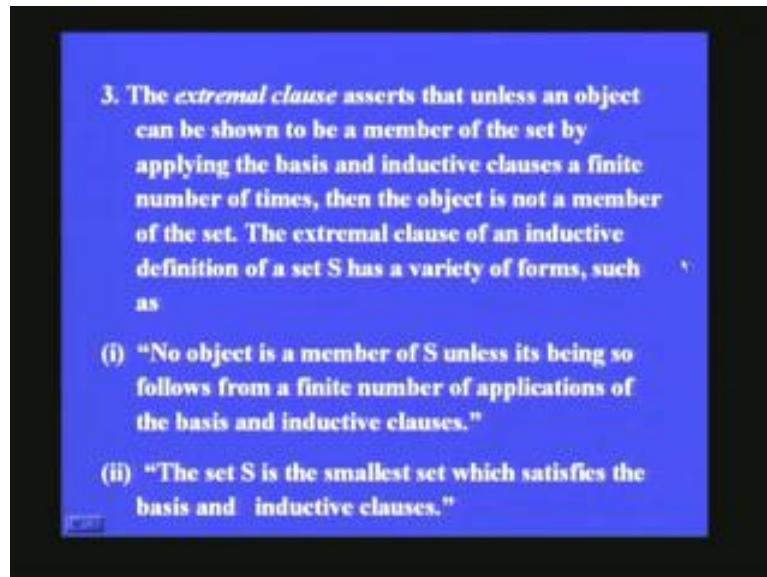 3. The extremal clause asserts that unless an object
can be shown to be a member of the set by
applying the basis and inductive clauses a finite
number of times, then the object is not a member
of the set. The extremal clause of an inductive
definition of a set S has a variety of forms, such
as
(i) “No object is a member of S unless its being so
follows from a finite number of applications of
the basis and inductive clauses.”
(ii) “The set S is the smallest set which satisfies the
basis and inductive clauses.”